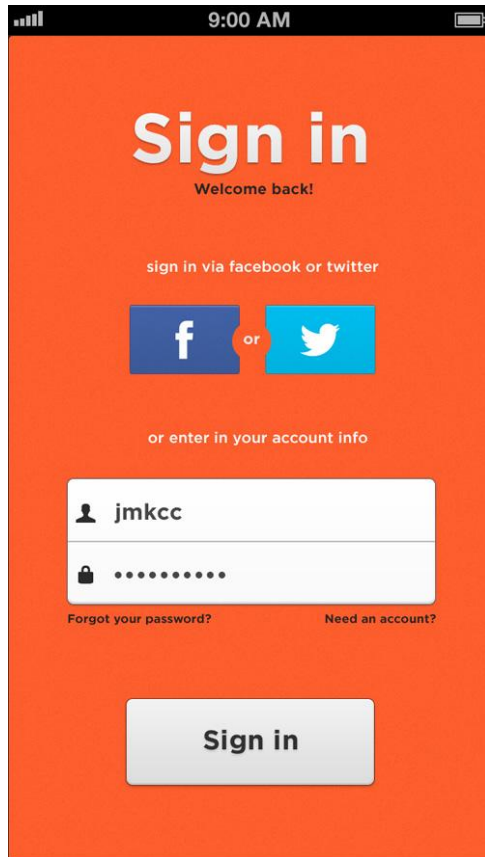 9:00 AM
Sign in
Welcome back!
sign in via facebook or twitter
f or
or enter in your account info
jmkcc
••••••••••
Forgot your password? Need an account?
Sign in